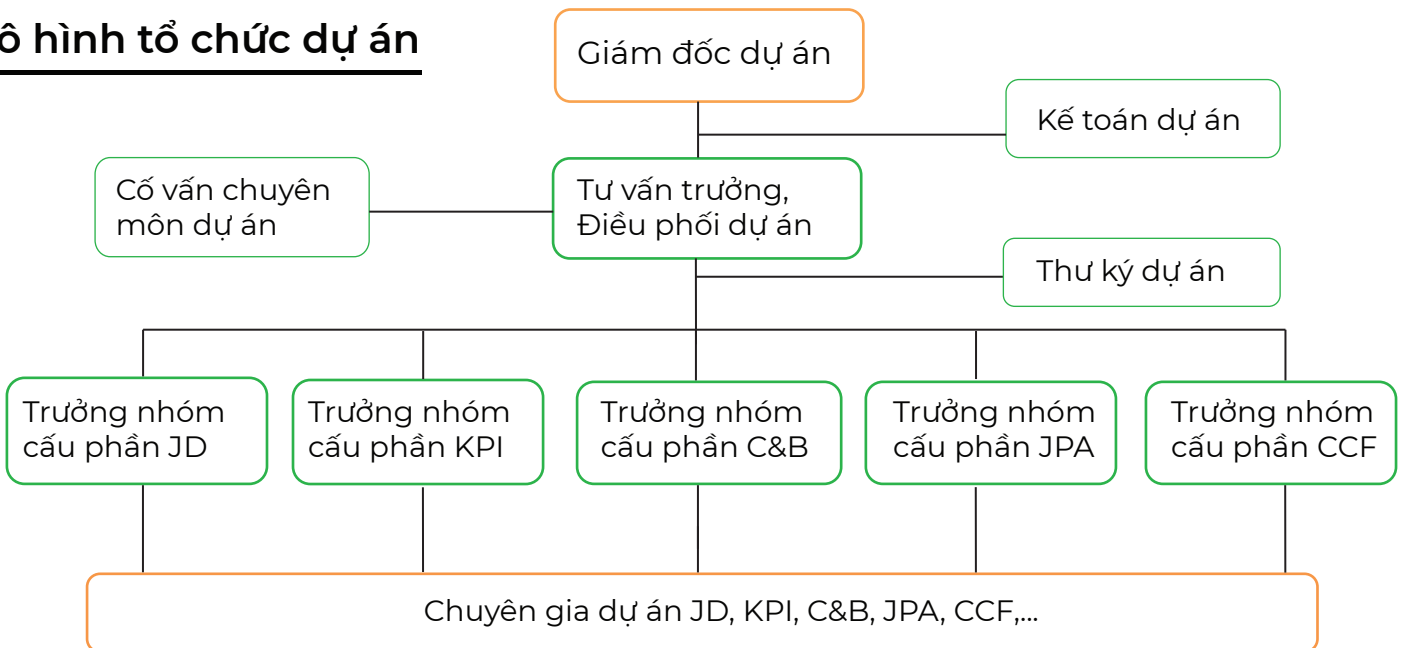 ô hình tổ chức dự án
Giám đốc dự án
Kế toán dự án
Cố vấn chuyên
môn dự án
Tư vấn trưởng,
Điều phối dự án
Thư ký dự án
Trưởng nhóm
cấu phần JD
Trưởng nhóm
cấu phần KPI
Trưởng nhóm
cấu phần C&B
Trưởng nhóm
cấu phần JPA
Trưởng nhóm
cấu phần CCF
Chuyên gia dự án JD, KPI, C&B, JPA, CCF,...